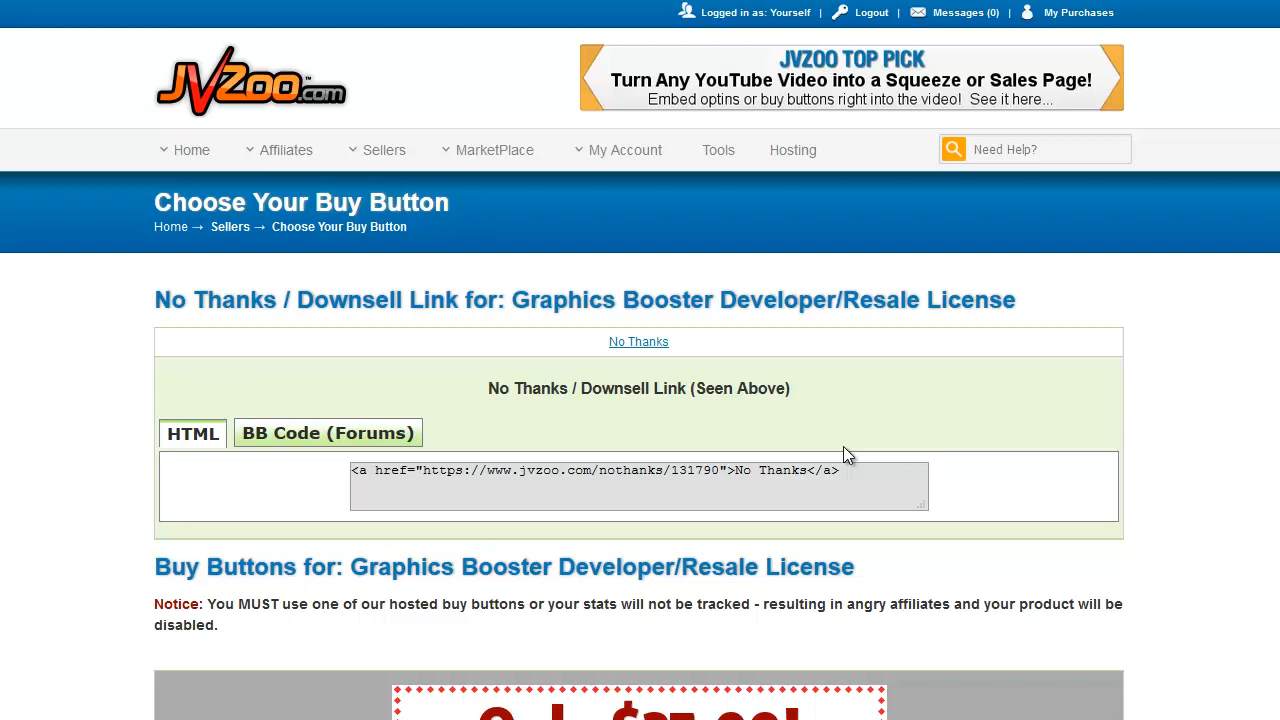 Logged in as: Yourself | Logout | Messages (0) | My Purchases
JVZoo.com™
JVZOO TOP PICK
Turn Any YouTube Video into a Squeeze or Sales Page!
Embed optins or buy buttons right into the video! See it here...
Home Affiliates Sellers MarketPlace My Account Tools Hosting Need Help?
Choose Your Buy Button
Home → Sellers → Choose Your Buy Button
No Thanks / Downsell Link for: Graphics Booster Developer/Resale License
No Thanks
No Thanks / Downsell Link (Seen Above)
HTML BB Code (Forums)
<a href="https://www.jvzoo.com/nothanks/131790">No Thanks</a>
Buy Buttons for: Graphics Booster Developer/Resale License
Notice: You MUST use one of our hosted buy buttons or your stats will not be tracked - resulting in angry affiliates and your product will be
disabled.